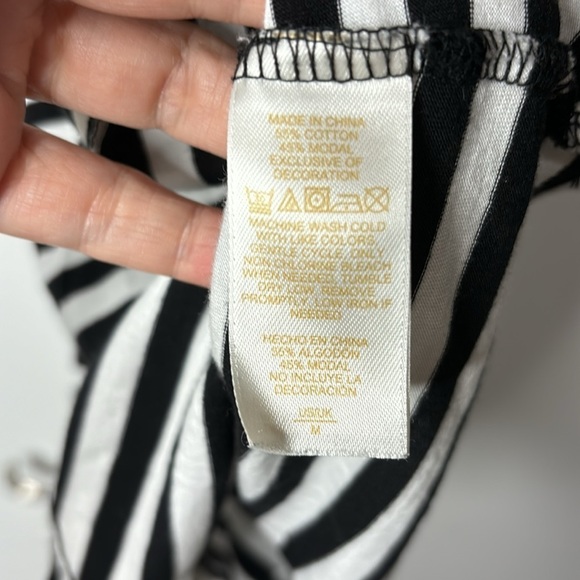 MADE IN CHINA
55% COTTON
45% MODAL
EXCLUSIVE OF
DECORATION
MACHINE WASH COLD
WITH LIKE COLORS,
GENTLE CYCLE, ONLY
NON CHLORINE BLEACH
WHEN NEEDED, TUMBLE
DRY LOW, REMOVE
PROMPTLY, LOW IRON IF
NEEDED
HECHO EN CHINA
55% ALGODON
45% MODAL
NO INCLUYE LA
DECORACIÓN
US/UK
M